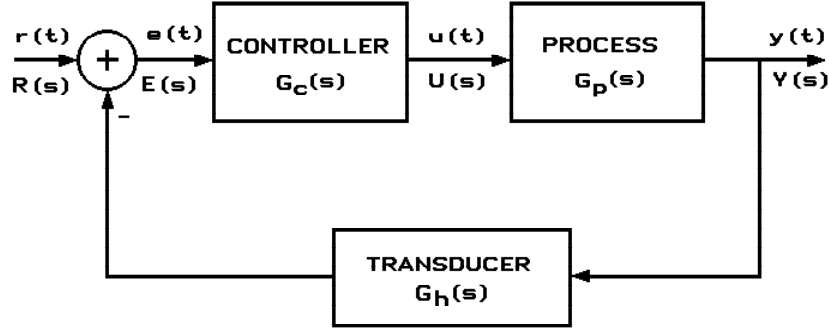 r(t)
R(s)
+
-
e(t)
E(s)
CONTROLLER
Gc(s)
u(t)
U(s)
PROCESS
Gp(s)
y(t)
Y(s)
TRANSDUCER
Gh(s)